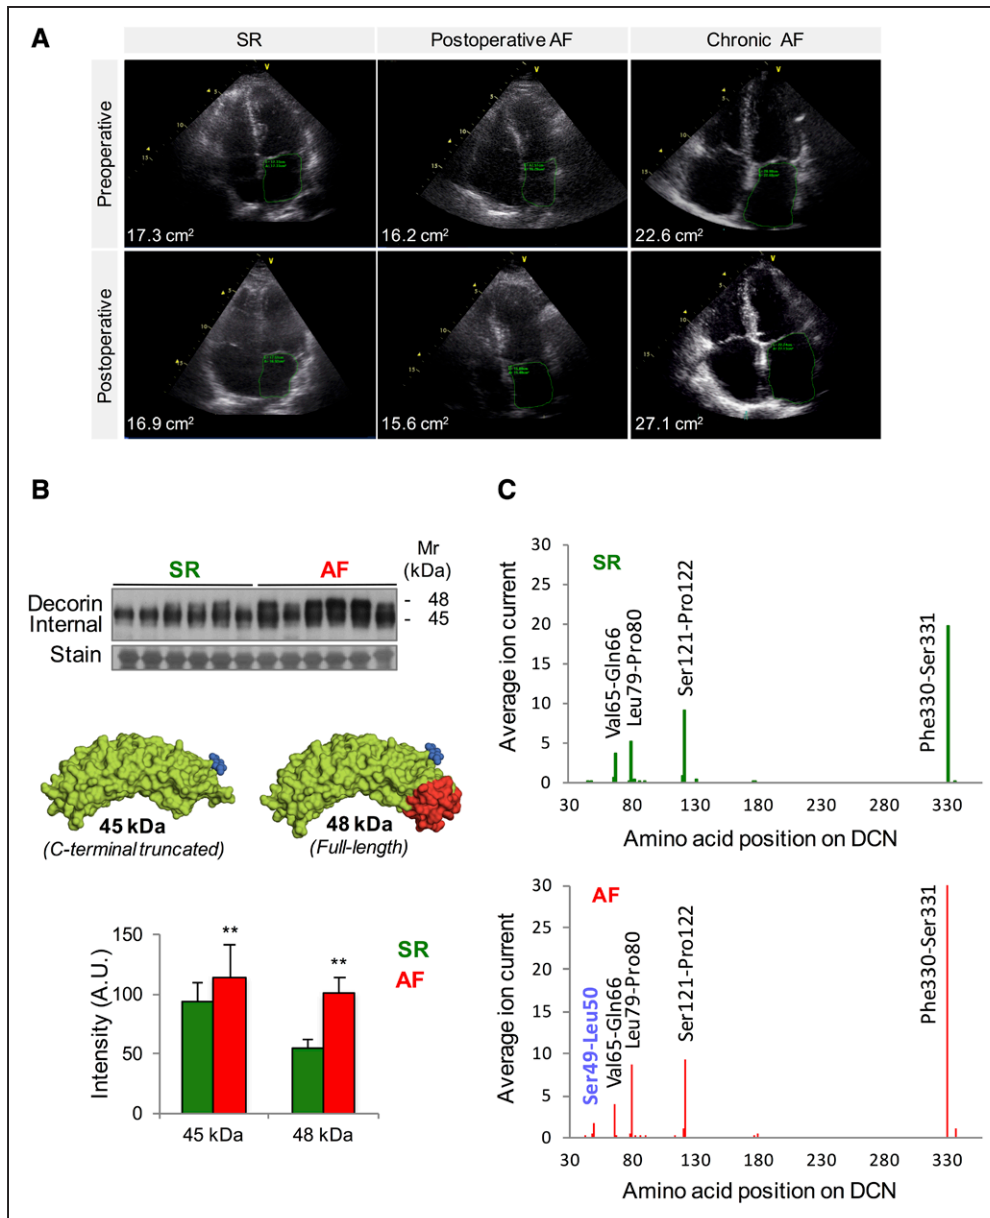 A
SR
Postoperative AF
Chronic AF
Preoperative
17.3 cm²
16.2 cm²
22.6 cm²
Postoperative
16.9 cm²
15.6 cm²
27.1 cm²
B
SR
AF
Mr
(kDa)
Decorin
Internal
- 48
- 45
Stain
45 kDa
(C-terminal truncated)
48 kDa
(Full-length)
Intensity (A.U.)
150
100
50
0
**
**
SR
AF
45 kDa
48 kDa
C
Average ion current
30
25
20
15
10
5
0
SR
Val65-Gln66
Leu79-Pro80
Ser121-Pro122
Phe330-Ser331
30 80 130 180 230 280 330
Amino acid position on DCN
Average ion current
30
25
20
15
10
5
0
AF
Ser49-Leu50
Val65-Gln66
Leu79-Pro80
Ser121-Pro122
Phe330-Ser331
30 80 130 180 230 280 330
Amino acid position on DCN